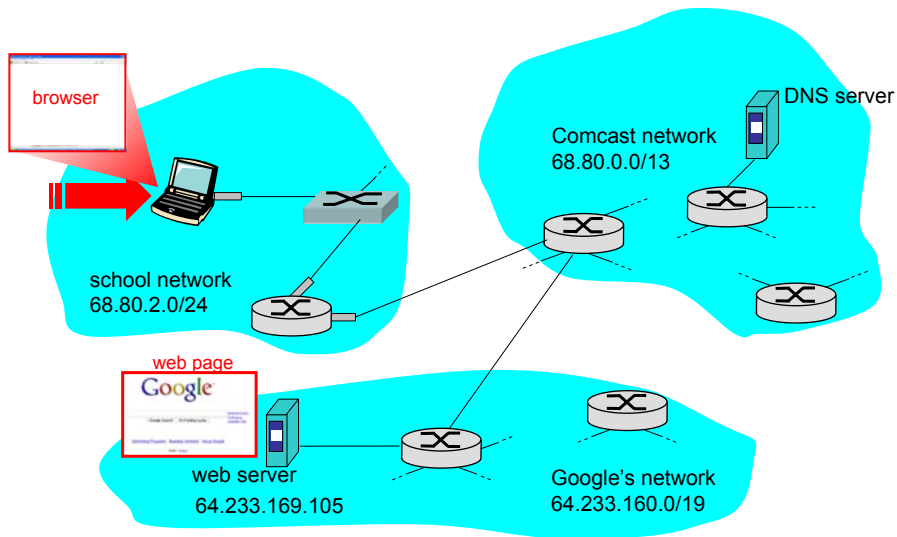 browser
DNS server
Comcast network
68.80.0.0/13
school network
68.80.2.0/24
web page
Google
web server
64.233.169.105
Google's network
64.233.160.0/19